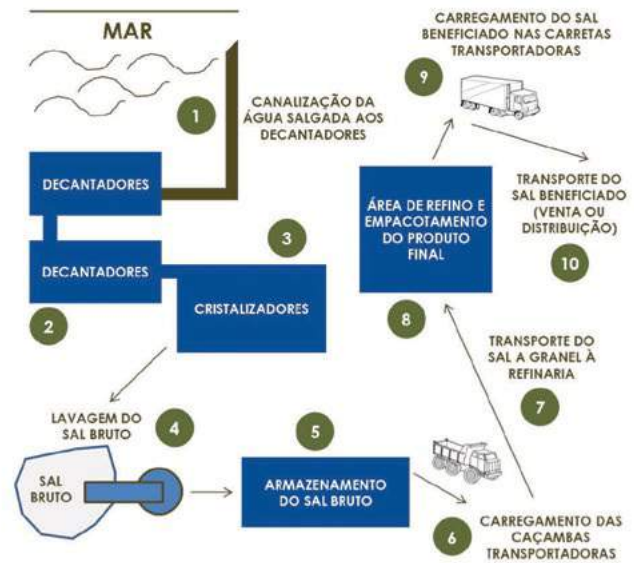 MAR
1
CANALIZAÇÃO DA
ÁGUA SALGADA AOS
DECANTADORES
DECANTADORES
DECANTADORES
2
3
CRISTALIZADORES
LAVAGEM DO
SAL BRUTO
4
SAL
BRUTO
5
ARMAZENAMENTO
DO SAL BRUTO
6
CARREGAMENTO DAS
CAÇAMBAS
TRANSPORTADORAS
TRANSPORTE DO
SAL A GRANEL À
REFINARIA
7
ÁREA DE REFINO E
EMPACOTAMENTO
DO PRODUTO
FINAL
8
CARREGAMENTO DO SAL
BENEFICIADO NAS CARRETAS
TRANSPORTADORAS
9
TRANSPORTE DO
SAL BENEFICIADO
(VENTA OU
DISTRIBUIÇÃO)
10